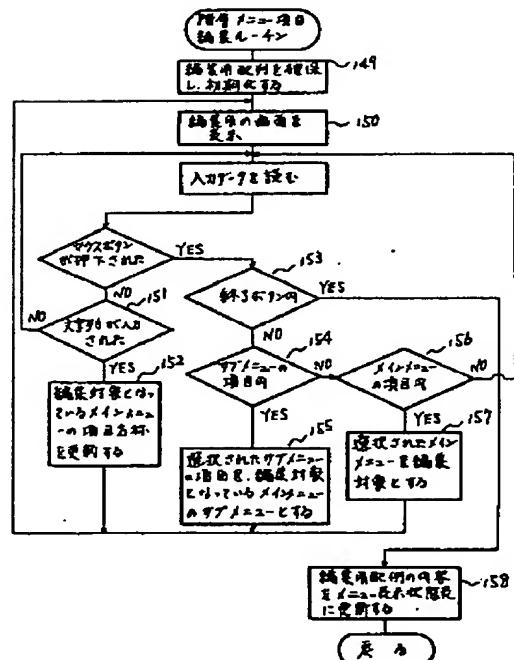 階層メニュー項目
編集ルーチン
編集用配列を確保
し、初期化する
149
編集用の画面を
表示
150
入力データを読む
マウスボタン
が押下された
YES
NO
153
終了ボタン内
YES
NO
151
文字列が入力
された
NO
YES
154
サブメニューの
項目内
NO
YES
156
メインメニュー
の項目内
NO
YES
152
編集対象となっ
ているメインメニュ
ーの項目名称
を更新する
155
選択されたサブメニュー
の項目を、編集対象
となっているメインメニュー
のサブメニューとする
157
選択されたメイン
メニューを編集
対象とする
158
編集用配列の内容
をメニュー表示状態表
に更新する
戻る